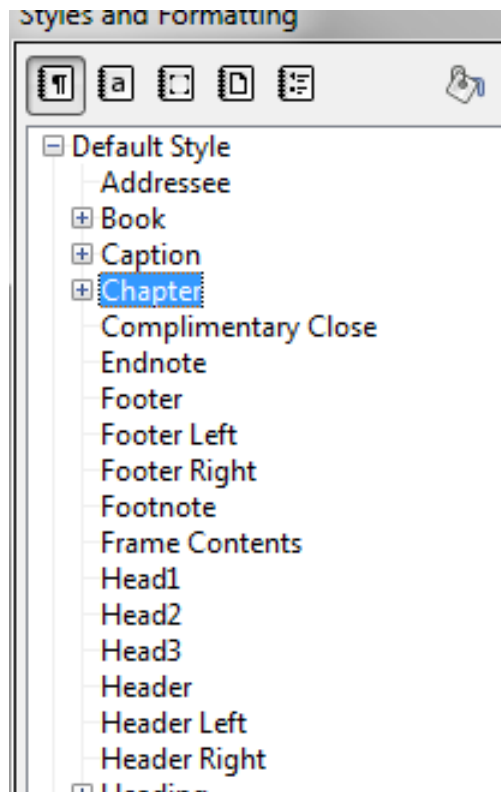 Styles and Formatting
a
Default Style
Addressee
Book
Caption
Chapter
Complimentary Close
Endnote
Footer
Footer Left
Footer Right
Footnote
Frame Contents
Head1
Head2
Head3
Header
Header Left
Header Right
Heading